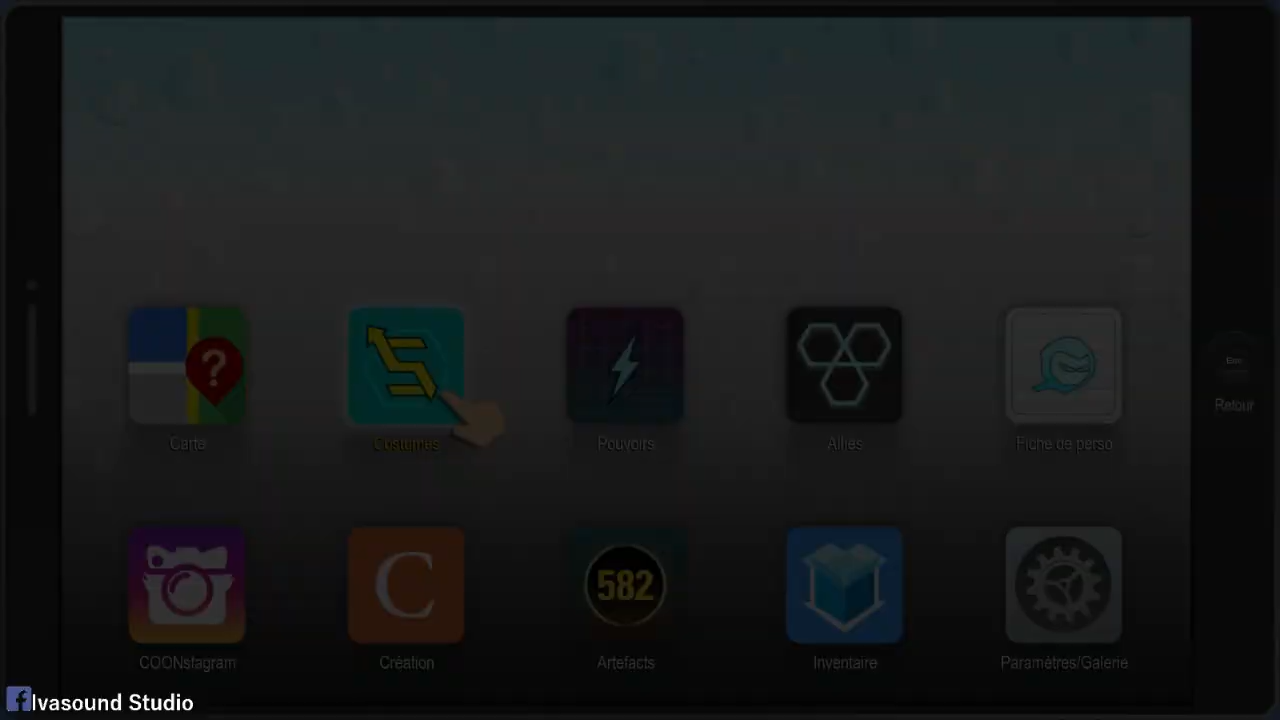 ?
Carte
Costumes
Pouvoirs
Alliés
Fiche de perso
Retour
C
582
COONstagram
Création
Artefacts
Inventaire
Paramètres/Galerie
f Ivasound Studio